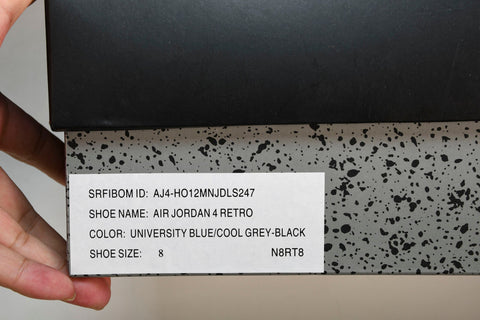 SRFIBOM ID: AJ4-HO12MNJDLS247
SHOE NAME: AIR JORDAN 4 RETRO
COLOR: UNIVERSITY BLUE/COOL GREY-BLACK
SHOE SIZE: 8 N8RT8